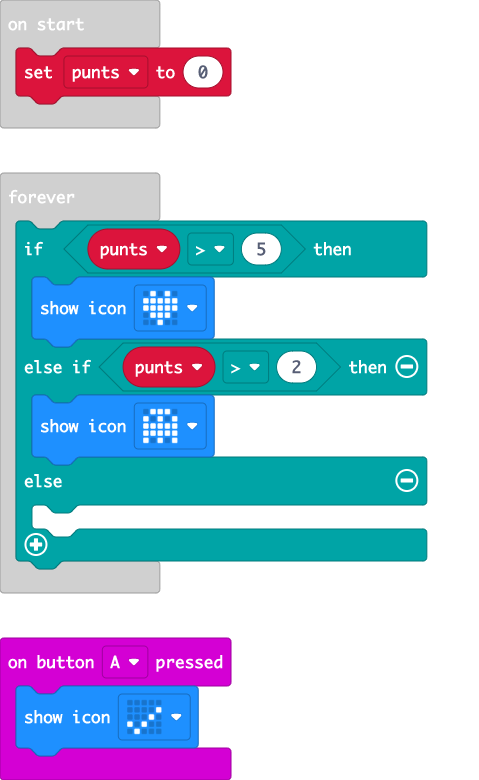 on start
set punts to 0
forever
if punts > 5 then
show icon
else if punts > 2 then
show icon
else
on button A pressed
show icon